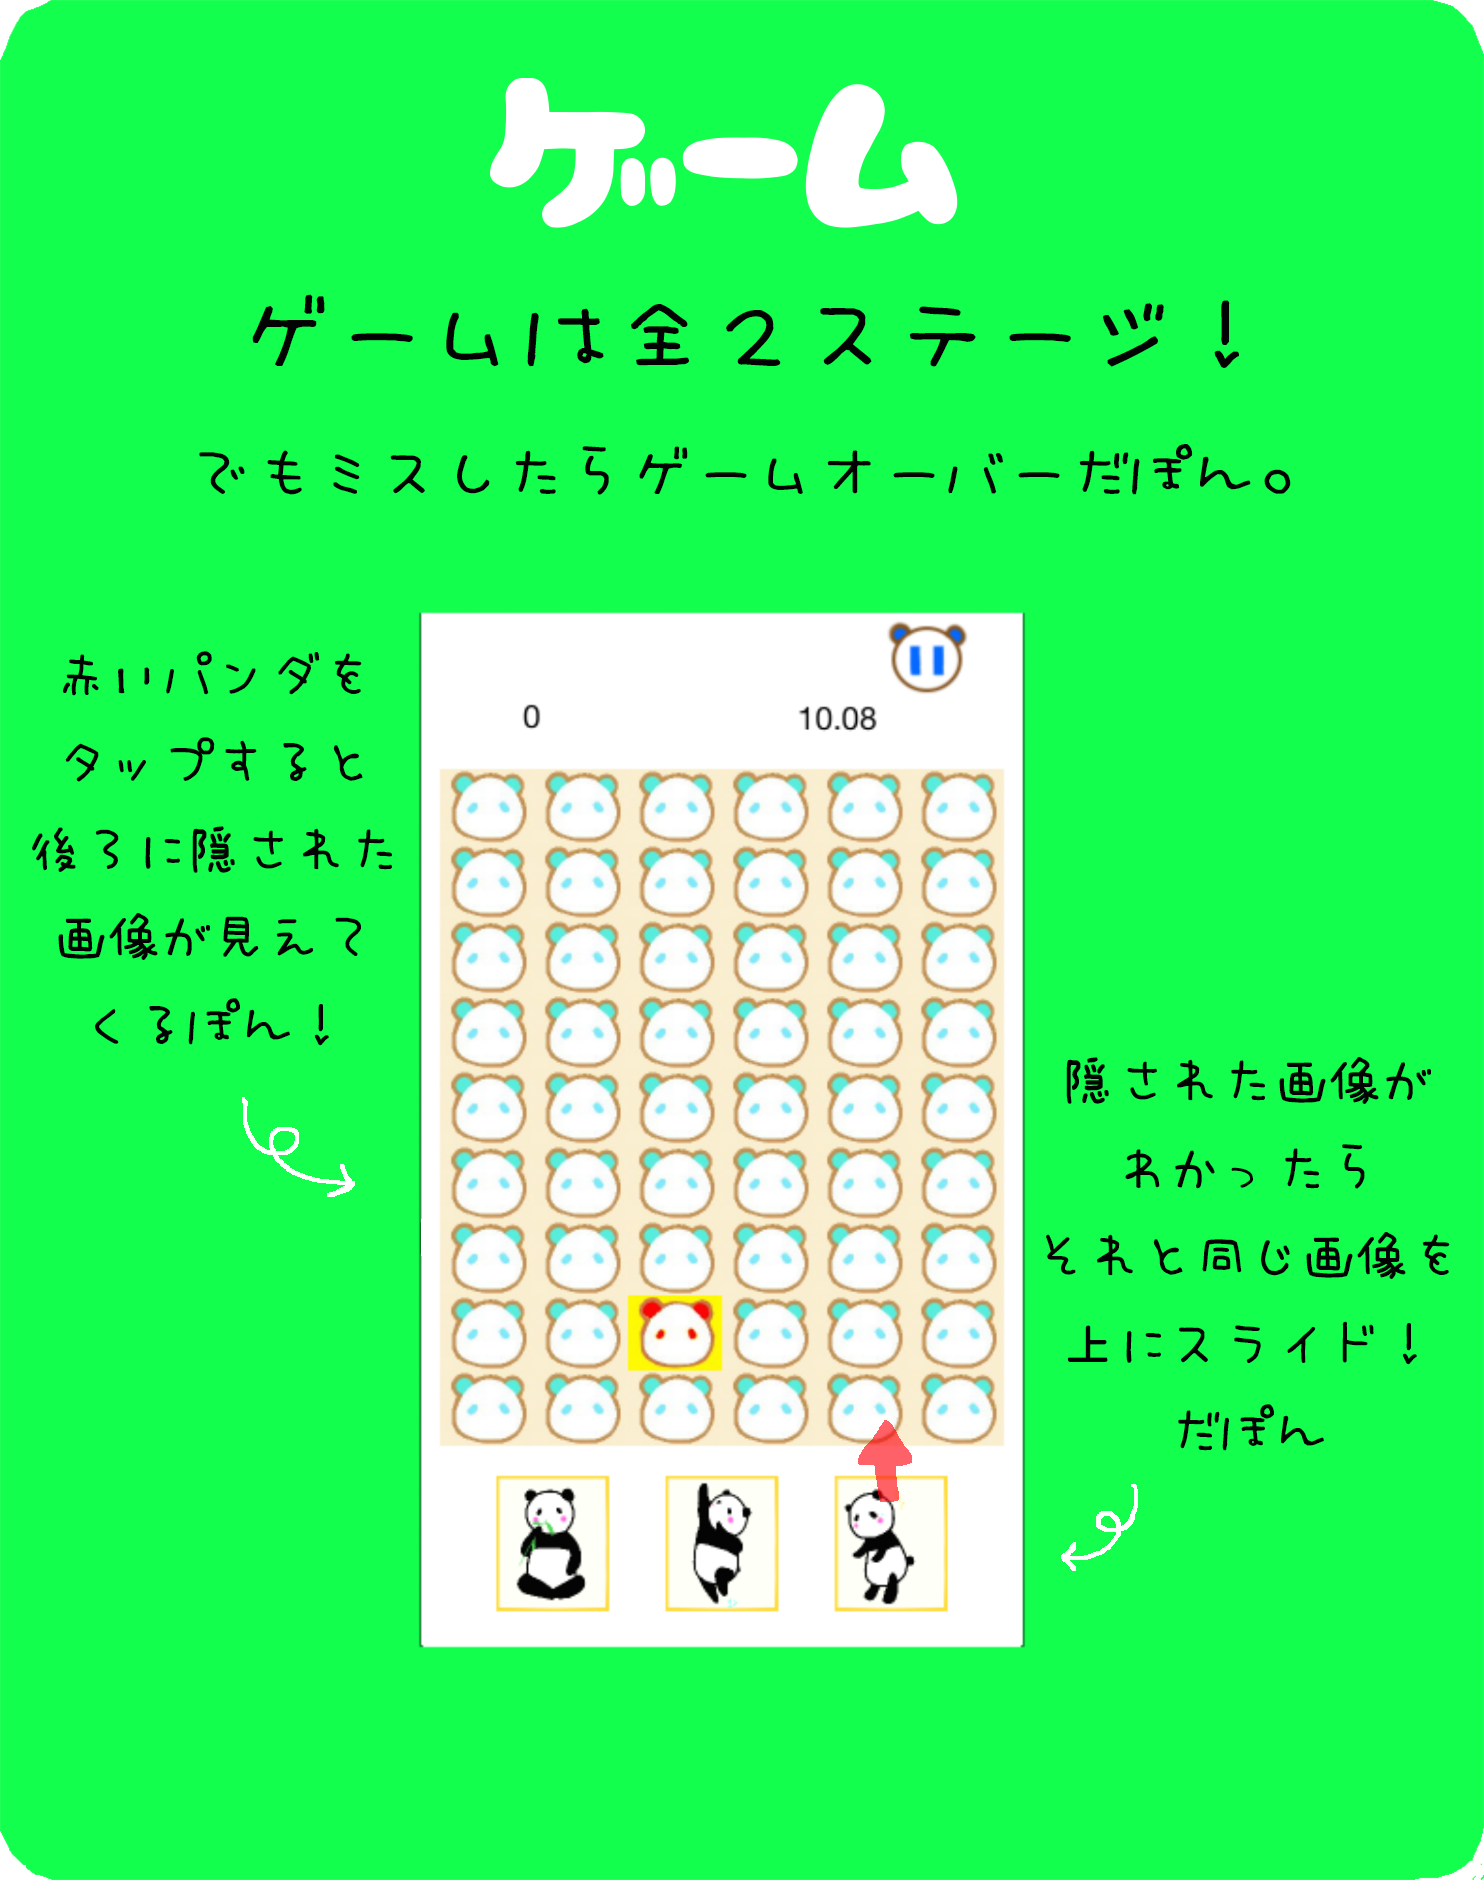 ゲーム
ゲームは全2ステージ!
でもミスしたらゲームオーバーだぽん。
0 10.08
赤いパンダを
タップすると
後ろに隠された
画像が見えて
くるぽん!
隠された画像が
わかったら
それと同じ画像を
上にスライド!
だぽん